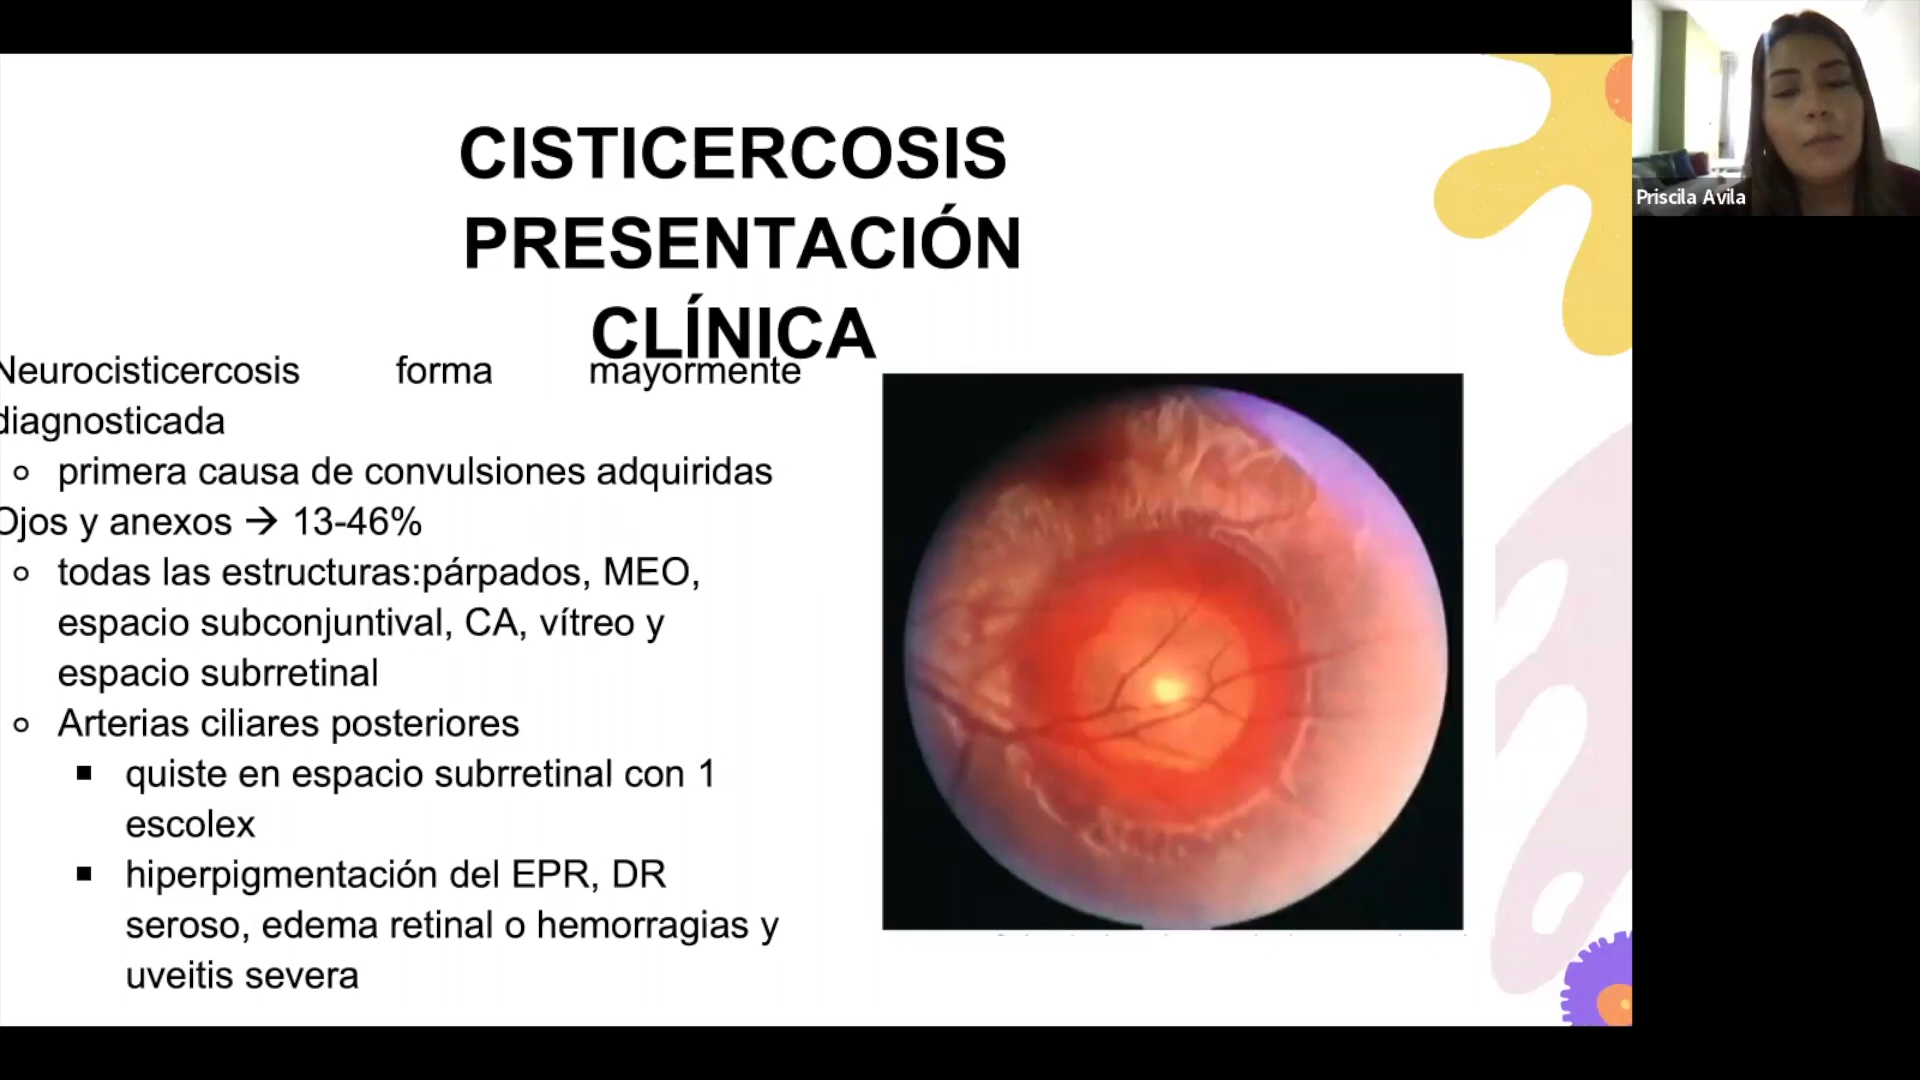 CISTICERCOSIS
PRESENTACIÓN
CLÍNICA
Neurocisticercosis forma mayormente
diagnosticada
primera causa de convulsiones adquiridas
Ojos y anexos → 13-46%
todas las estructuras:párpados, MEO,
espacio subconjuntival, CA, vítreo y
espacio subrretinal
Arterias ciliares posteriores
quiste en espacio subrretinal con 1
escolex
hiperpigmentación del EPR, DR
seroso, edema retinal o hemorragias y
uveitis severa
Priscila Avila